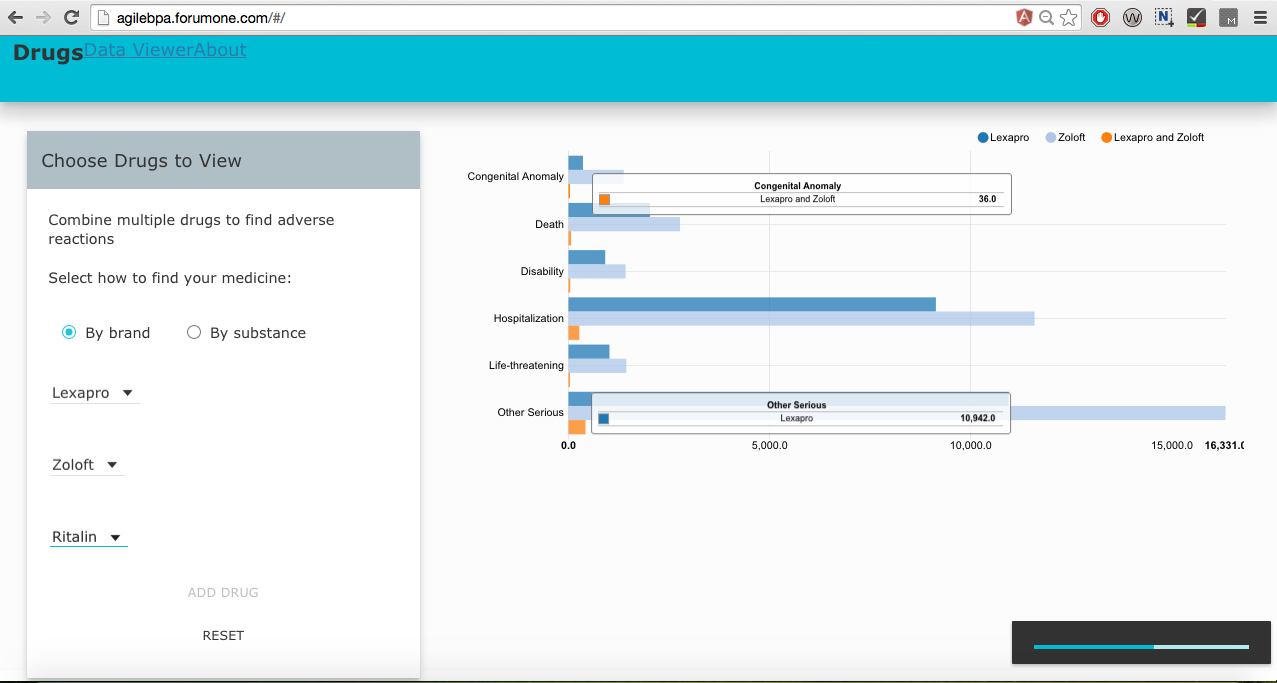 agilebpa.forumone.com/#/
Drugs Data Viewer About
Choose Drugs to View
Combine multiple drugs to find adverse
reactions
Select how to find your medicine:
By brand By substance
Lexapro
Zoloft
Ritalin
ADD DRUG
RESET
Lexapro Zoloft Lexapro and Zoloft
Congenital Anomaly
Congenital Anomaly
Lexapro and Zoloft 36.0
Death
Disability
Hospitalization
Life-threatening
Other Serious
Other Serious
Lexapro 10,942.0
0.0 5,000.0 10,000.0 15,000.0 16,331.